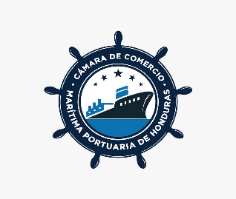 CÁMARA DE COMERCIO
MARÍTIMA PORTUARIA DE HONDURAS